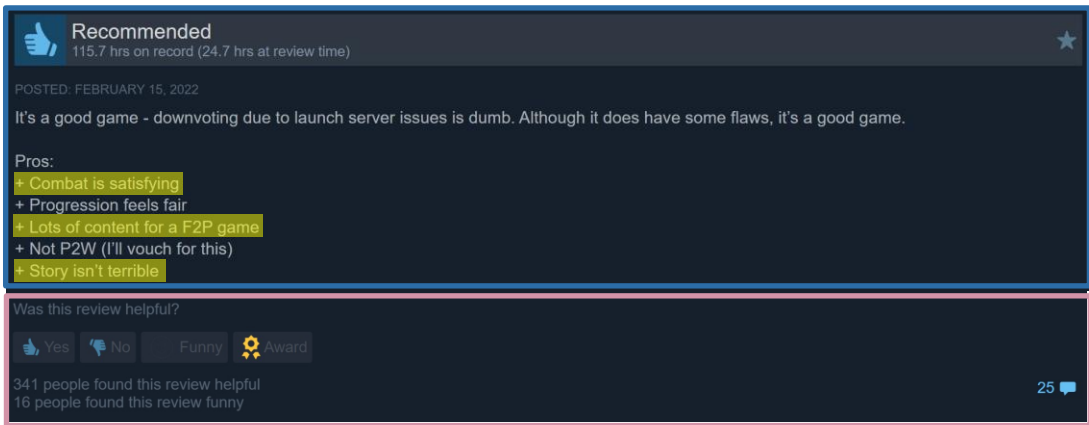 Recommended
115.7 hrs on record (24.7 hrs at review time)
POSTED: FEBRUARY 15, 2022
It's a good game - downvoting due to launch server issues is dumb. Although it does have some flaws, it's a good game.
Pros:
+ Combat is satisfying
+ Progression feels fair
+ Lots of content for a F2P game
+ Not P2W (I'll vouch for this)
+ Story isn't terrible
Was this review helpful?
Yes No Funny Award
341 people found this review helpful
16 people found this review funny
25